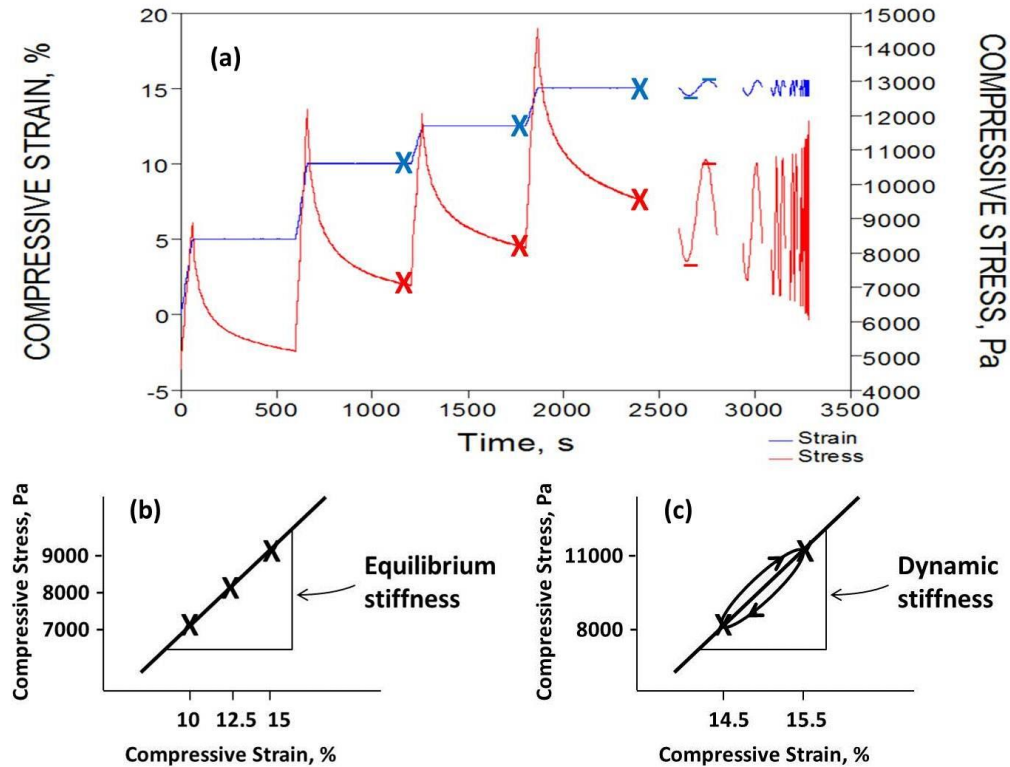 (a)
COMPRESSIVE STRAIN, %
20
15
10
5
0
-5
15000
14000
13000
12000
11000
10000
9000
8000
7000
6000
5000
4000
COMPRESSIVE STRESS, Pa
X X X
X X X
0 500 1000 1500 2000 2500 3000 3500
Time, s
Strain
Stress
(b)
Compressive Stress, Pa
9000
8000
7000
X
X
X
Equilibrium
stiffness
10 12.5 15
Compressive Strain, %
(c)
Compressive Stress, Pa
11000
8000
X
X
Dynamic
stiffness
14.5 15.5
Compressive Strain, %